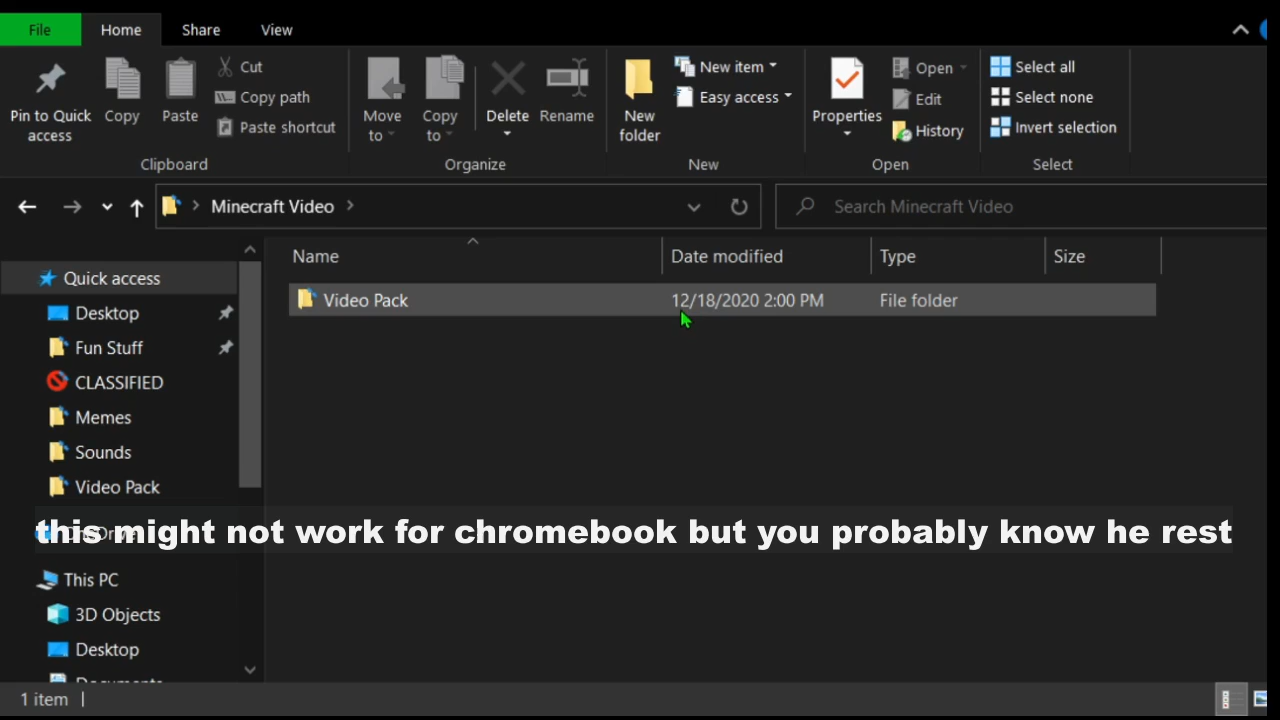 File Home Share View
Pin to Quick access
Copy
Paste
Cut
Copy path
Paste shortcut
Clipboard
Move to
Copy to
Delete
Rename
Organize
New folder
New item
Easy access
New
Properties
Open
Edit
History
Open
Select all
Select none
Invert selection
Select
Minecraft Video
Search Minecraft Video
Name Date modified Type Size
Video Pack 12/18/2020 2:00 PM File folder
Quick access
Desktop
Fun Stuff
CLASSIFIED
Memes
Sounds
Video Pack
this might not work for chromebook but you probably know he rest
This PC
3D Objects
Desktop
1 item